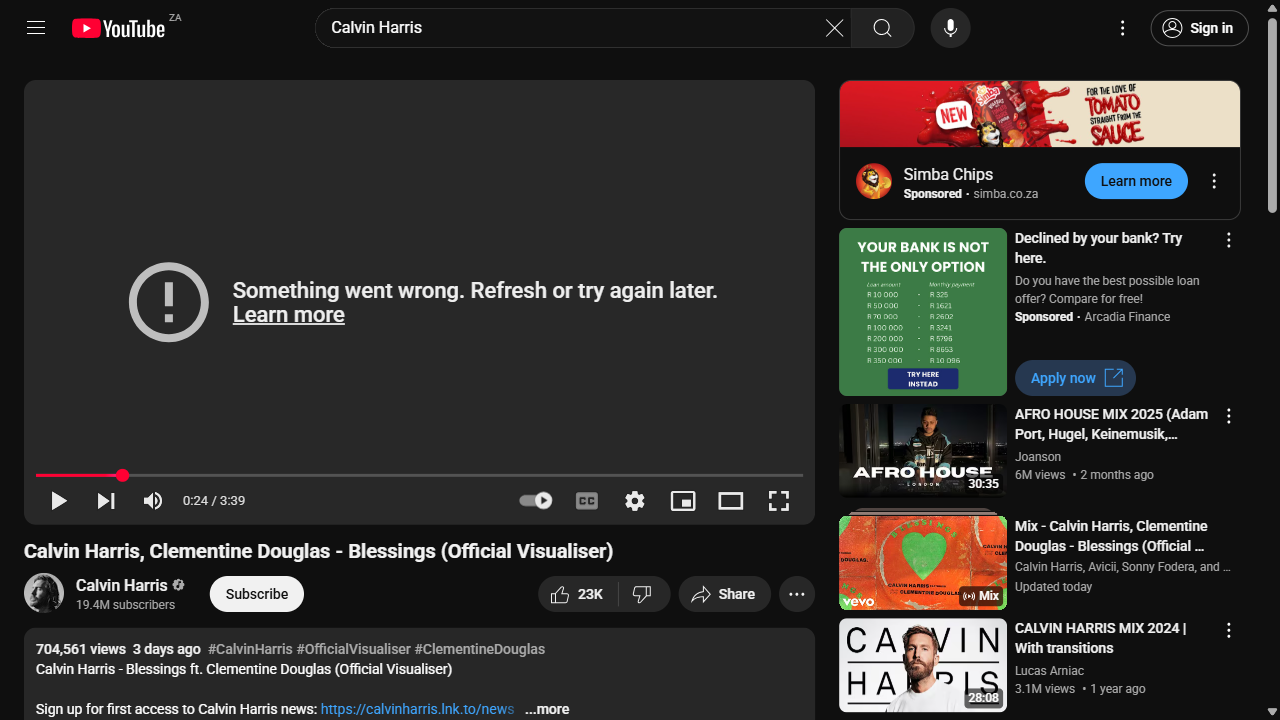 YouTube ZA
Calvin Harris
Sign in
Something went wrong. Refresh or try again later.
Learn more
0:24 / 3:39
CC
Calvin Harris, Clementine Douglas - Blessings (Official Visualiser)
Calvin Harris
19.4M subscribers
Subscribe
23K
Share
704,561 views 3 days ago #CalvinHarris #OfficialVisualiser #ClementineDouglas
Calvin Harris - Blessings ft. Clementine Douglas (Official Visualiser)
Sign up for first access to Calvin Harris news: https://calvinharris.lnk.to/news ...more
NEW
Simba
FOR THE LOVE OF
TOMATO
STRAIGHT FROM THE
SAUCE
Simba Chips
Sponsored · simba.co.za
Learn more
YOUR BANK IS NOT
THE ONLY OPTION
Loan amount Monthly payment
R 10 000 - R 325
R 50 000 - R 1621
R 70 000 - R 2602
R 100 000 - R 3241
R 200 000 - R 5796
R 300 000 - R 8653
R 350 000 - R 10 096
TRY HERE
INSTEAD
Declined by your bank? Try
here.
Do you have the best possible loan
offer? Compare for free!
Sponsored · Arcadia Finance
Apply now
AFRO HOUSE
LONDON
30:35
AFRO HOUSE MIX 2025 (Adam
Port, Hugel, Keinemusik,...
Joanson
6M views • 2 months ago
BLESSINGS
CALVIN HARRIS
CLEMENTINE DOUGLAS
vevo
Mix
Mix - Calvin Harris, Clementine
Douglas - Blessings (Official ...
Calvin Harris, Avicii, Sonny Fodera, and ...
Updated today
CALVIN
HARRIS
28:08
CALVIN HARRIS MIX 2024 |
With transitions
Lucas Arniac
3.1M views • 1 year ago